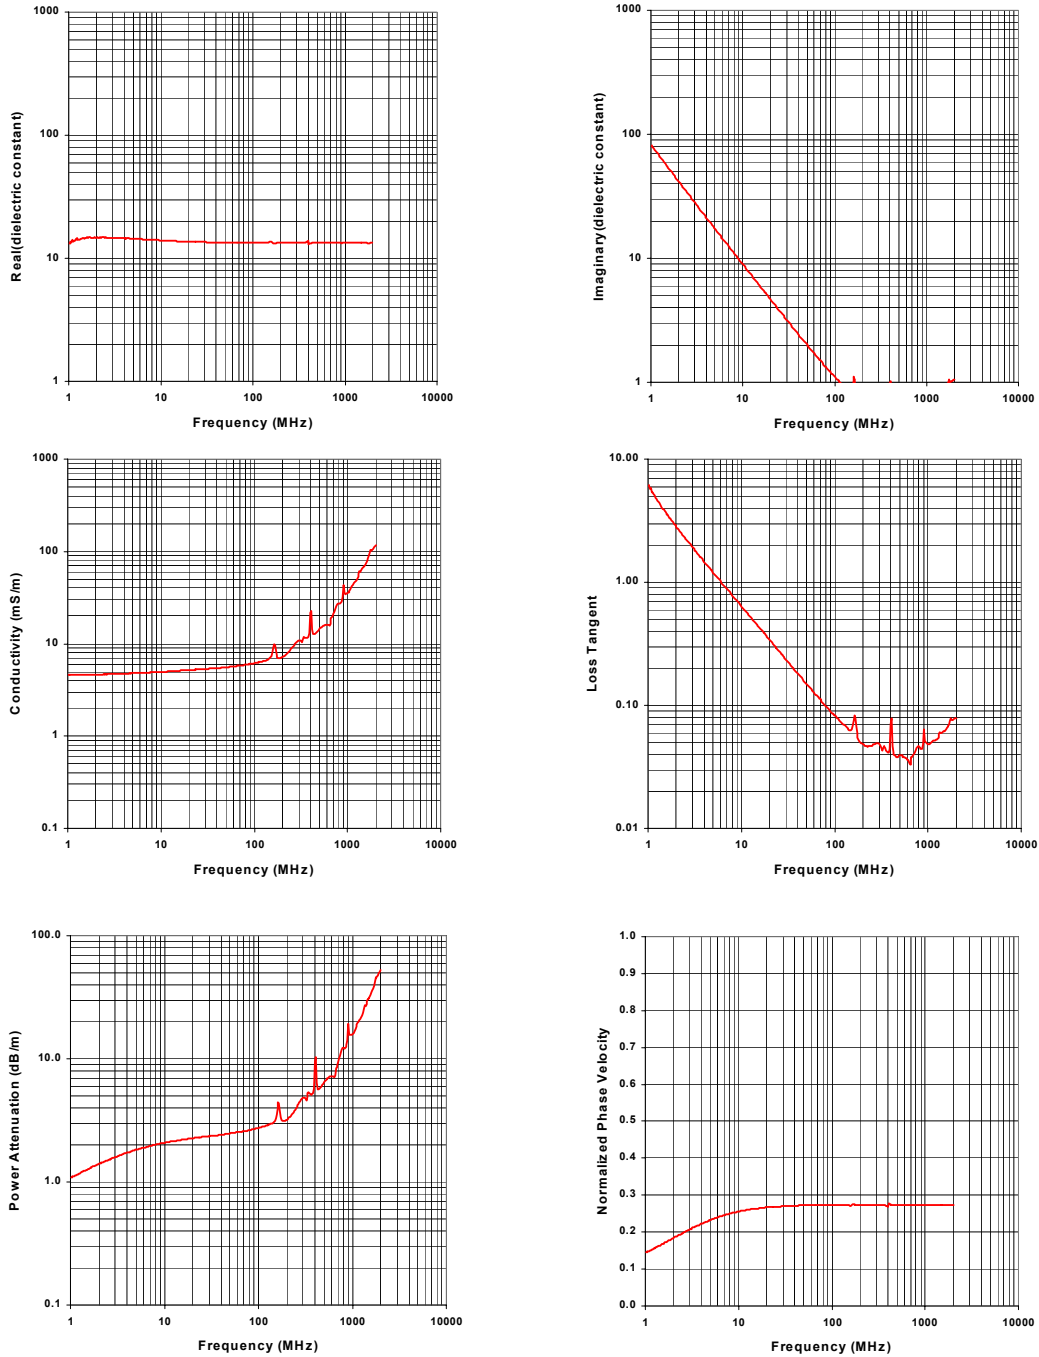 1000
100
10
1
Real(dielectric constant)
1 10 100 1000 10000
Frequency (MHz)
1000
100
10
1
Imaginary(dielectric constant)
1 10 100 1000 10000
Frequency (MHz)
1000
100
10
1
0.1
Conductivity (mS/m)
1 10 100 1000 10000
Frequency (MHz)
10.00
1.00
0.10
0.01
Loss Tangent
1 10 100 1000 10000
Frequency (MHz)
100.0
10.0
1.0
0.1
Power Attenuation (dB/m)
1 10 100 1000 10000
Frequency (MHz)
1.0
0.9
0.8
0.7
0.6
0.5
0.4
0.3
0.2
0.1
0.0
Normalized Phase Velocity
1 10 100 1000 10000
Frequency (MHz)